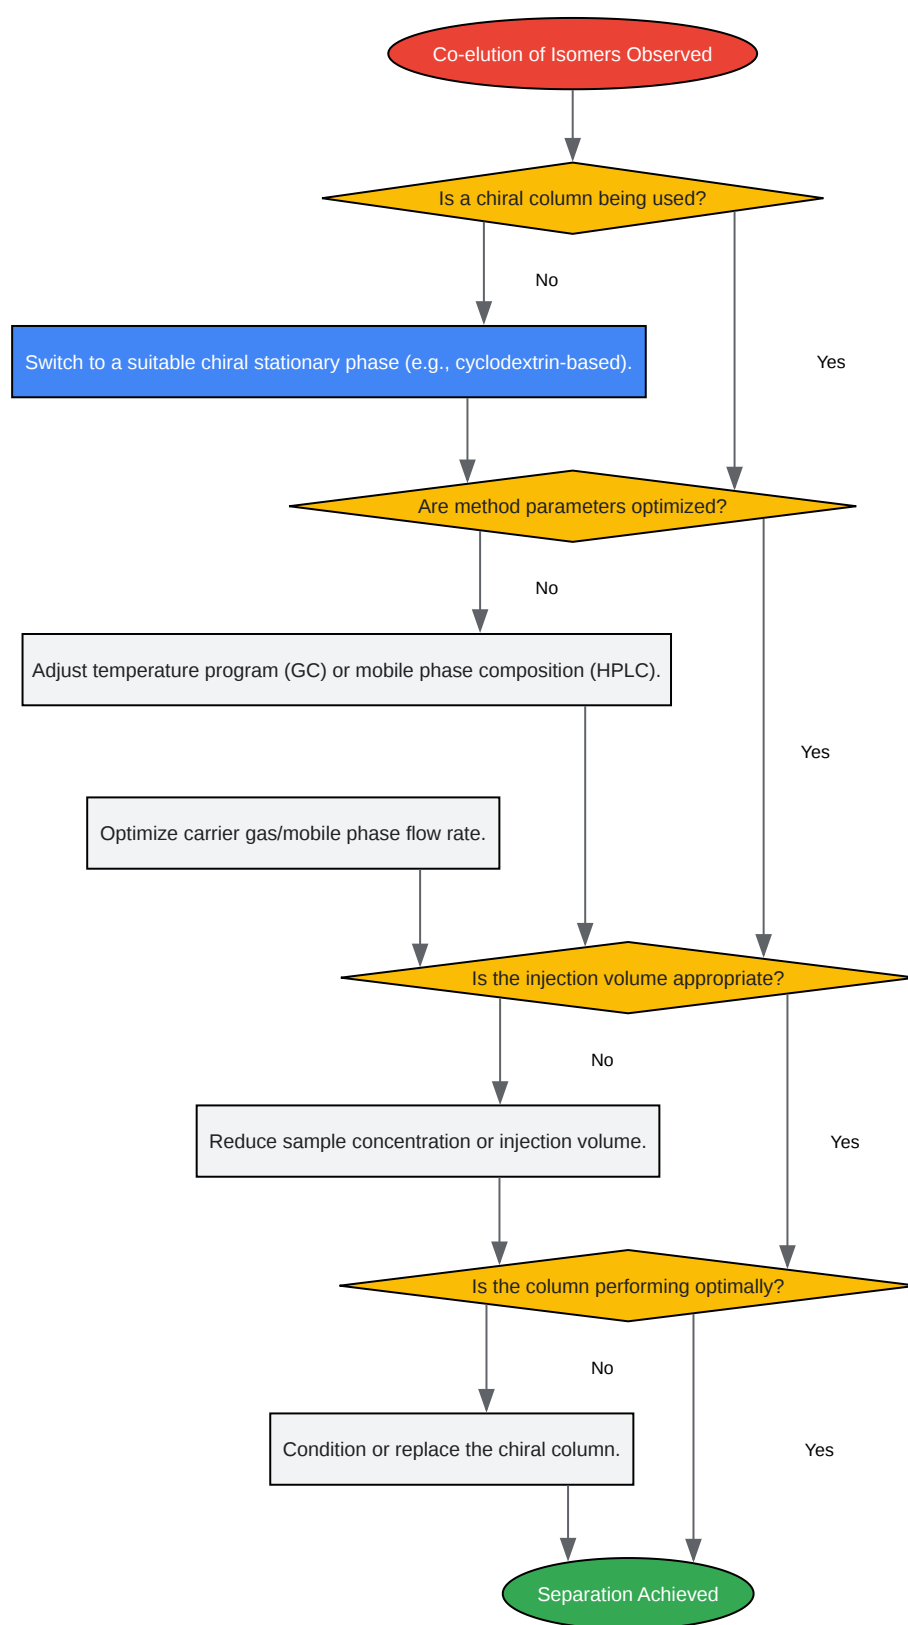 Co-elution of Isomers Observed
Is a chiral column being used?
No
Switch to a suitable chiral stationary phase (e.g., cyclodextrin-based).
Yes
Are method parameters optimized?
No
Adjust temperature program (GC) or mobile phase composition (HPLC).
Yes
Optimize carrier gas/mobile phase flow rate.
Is the injection volume appropriate?
No
Reduce sample concentration or injection volume.
Yes
Is the column performing optimally?
No
Condition or replace the chiral column.
Yes
Separation Achieved